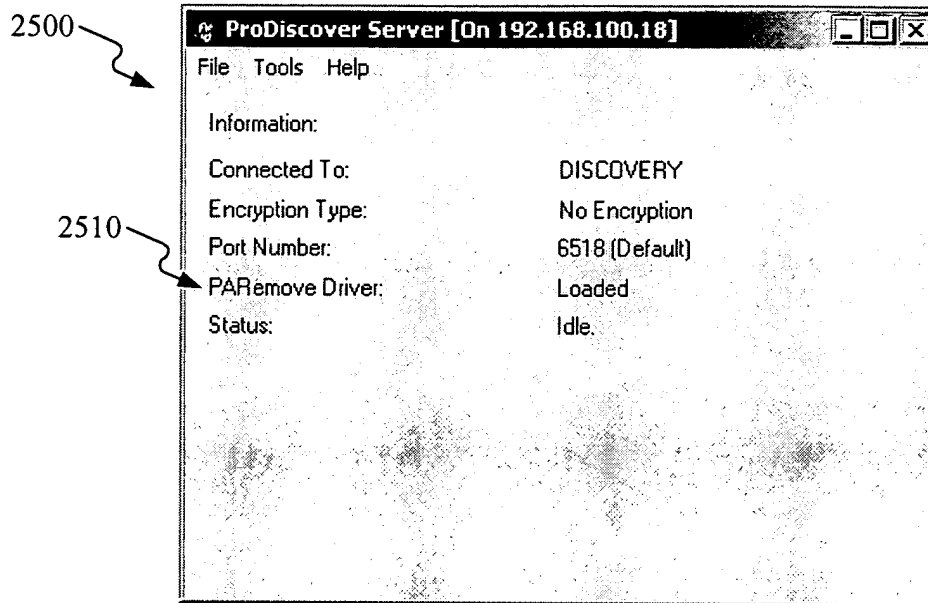 2500
ProDiscover Server [On 192.168.100.18]
File Tools Help
Information:
Connected To: DISCOVERY
Encryption Type: No Encryption
2510
Port Number: 6518 (Default)
PARemove Driver: Loaded
Status: Idle.